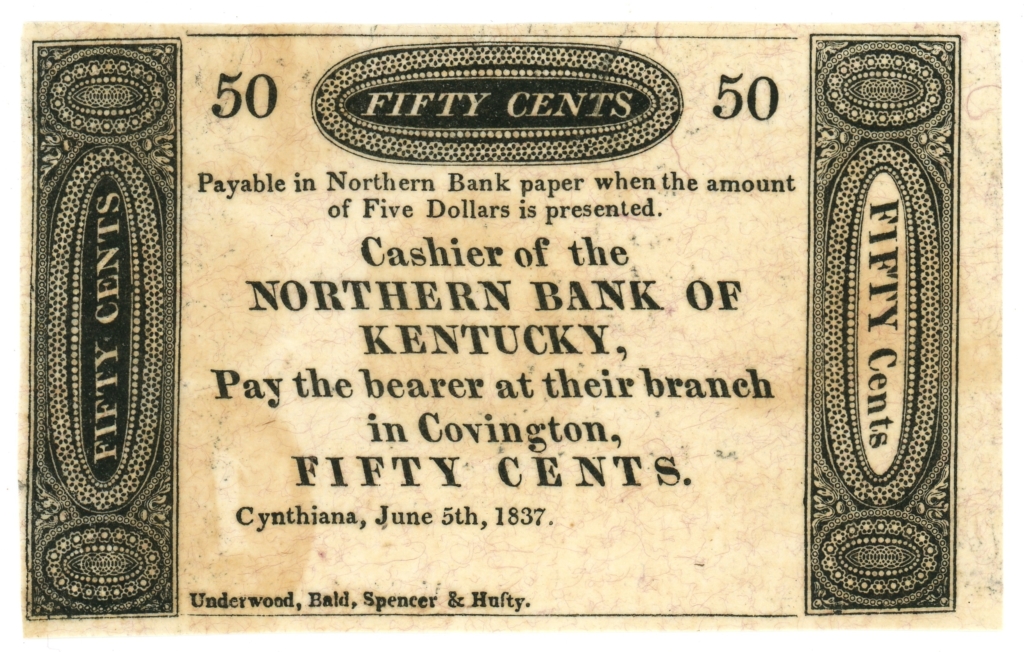 50 FIFTY CENTS 50
Payable in Northern Bank paper when the amount
of Five Dollars is presented.
Cashier of the
NORTHERN BANK OF
KENTUCKY,
Pay the bearer at their branch
in Covington,
FIFTY CENTS.
Cynthiana, June 5th, 1837.
Underwood, Bald, Spencer & Hufty.
FIFTY CENTS
FIFTY Cents